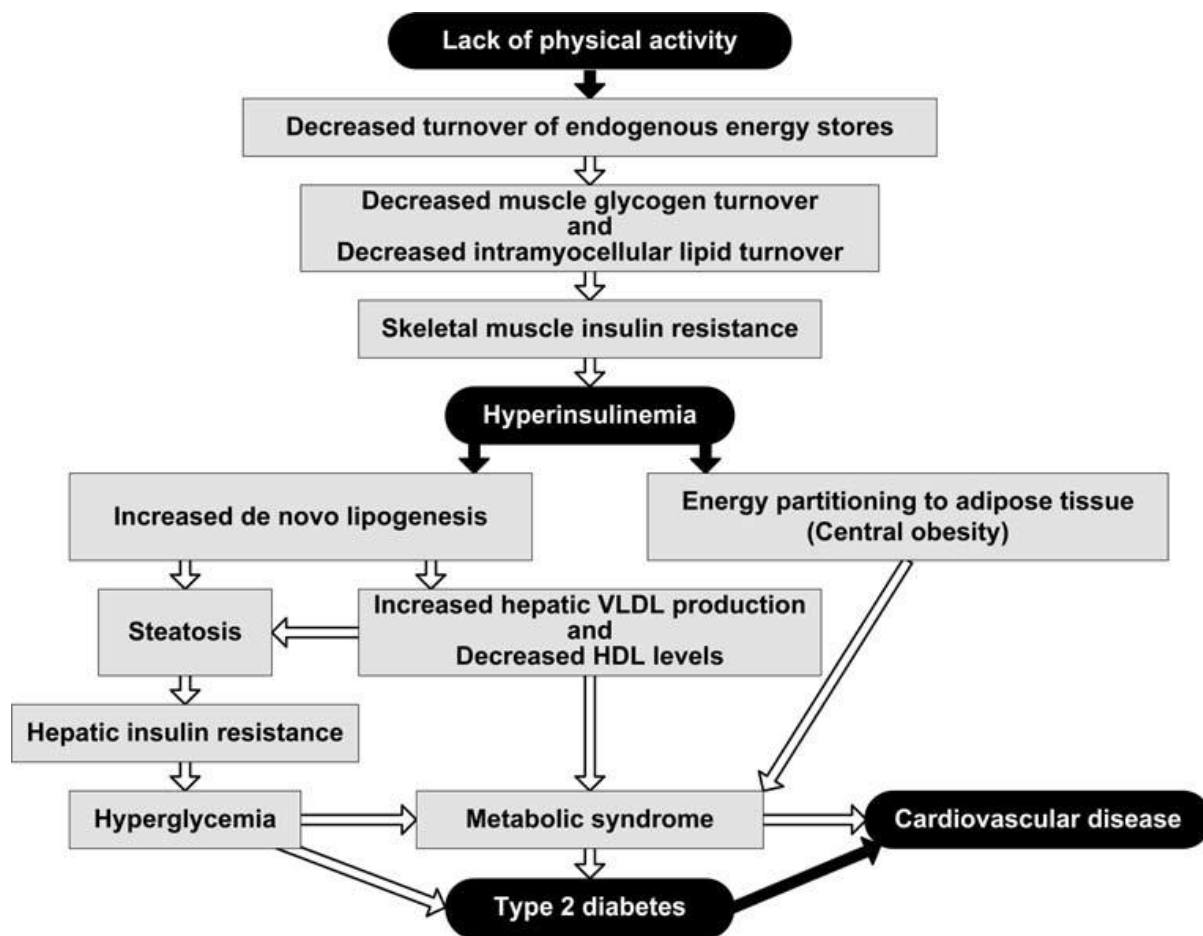 Lack of physical activity
Decreased turnover of endogenous energy stores
Decreased muscle glycogen turnover
and
Decreased intramyocellular lipid turnover
Skeletal muscle insulin resistance
Hyperinsulinemia
Increased de novo lipogenesis
Energy partitioning to adipose tissue
(Central obesity)
Steatosis
Increased hepatic VLDL production
and
Decreased HDL levels
Hepatic insulin resistance
Hyperglycemia
Metabolic syndrome
Cardiovascular disease
Type 2 diabetes